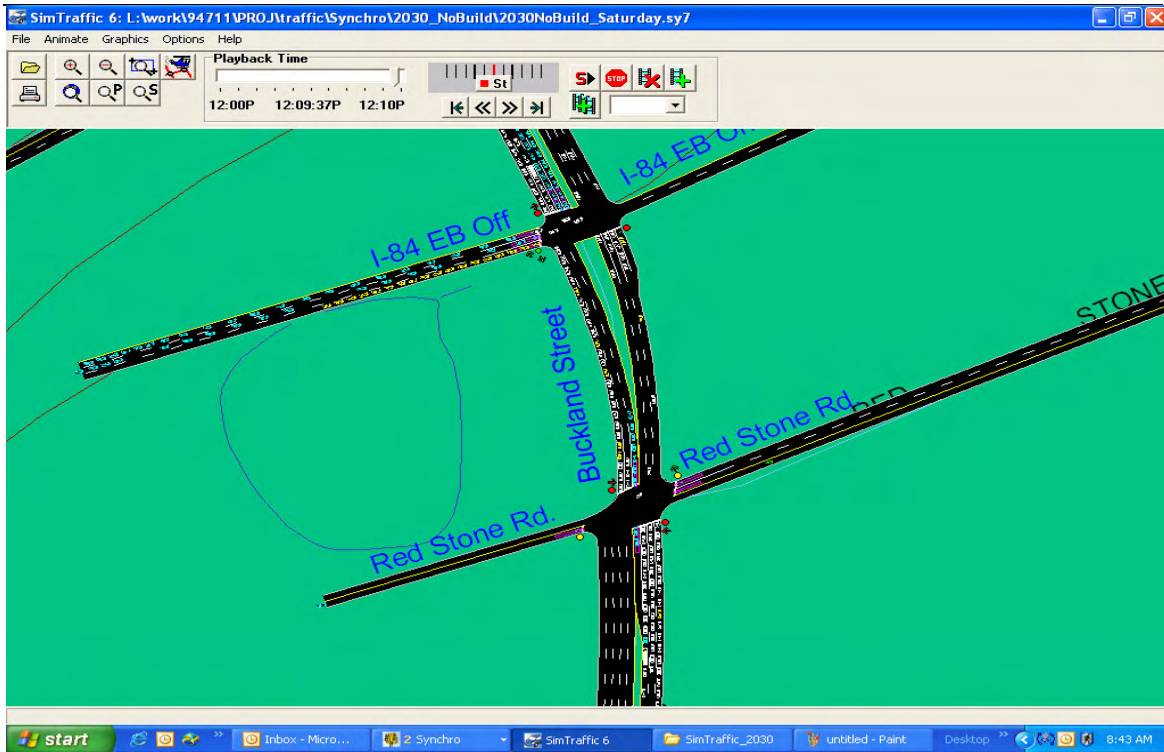 SimTraffic 6: L:\work\94711\PROJ\traffic\Synchro\2030_NoBuild\2030NoBuild_Saturday.sy7
File Animate Graphics Options Help
Playback Time
12:00P 12:09:37P 12:10P
St
S
STOP
P
S
I-84 EB Off
I-84 EB Off
Buckland Street
STONE
RED
Red Stone Rd.
Red Stone Rd.
start
Inbox - Micro...
2 Synchro
SimTraffic 6
SimTraffic_2030
untitled - Paint
Desktop
8:43 AM